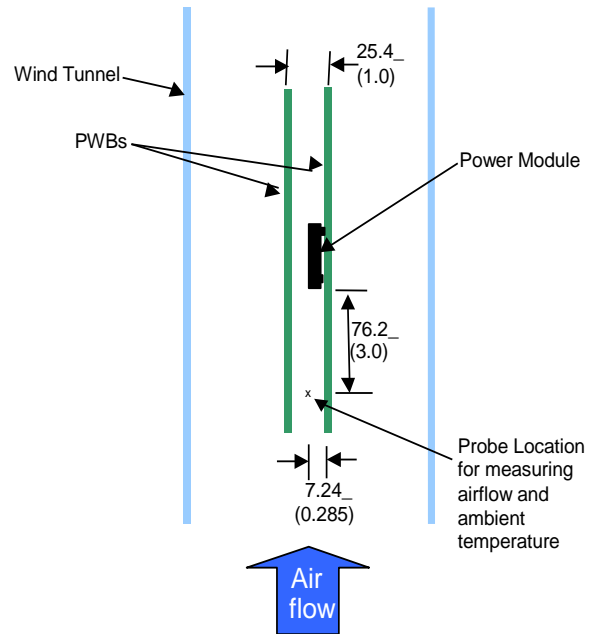 25.4_
(1.0)
Wind Tunnel
PWBs
Power Module
76.2_
(3.0)
x
Probe Location
for measuring
airflow and
ambient
temperature
7.24_
(0.285)
Air
flow